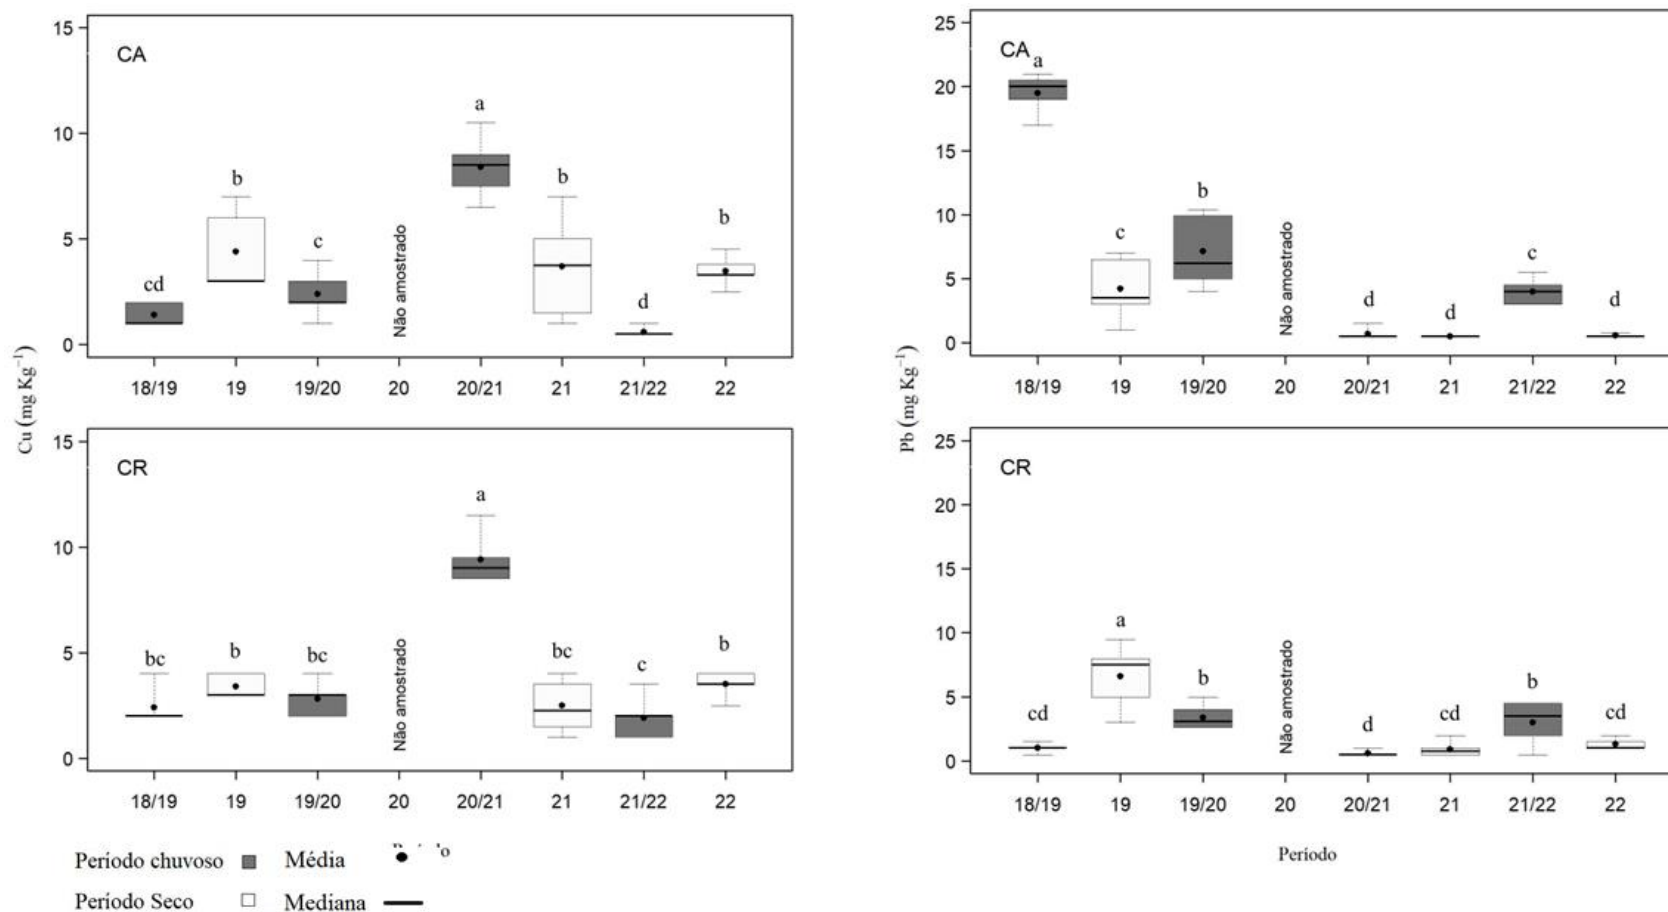 CA
a
b
b
b
c
cd
d
Não amostrado
15
10
5
0
18/19 19 19/20 20 20/21 21 21/22 22
Cu (mg Kg⁻¹)
CR
a
bc b bc bc c b
Não amostrado
15
10
5
0
18/19 19 19/20 20 20/21 21 21/22 22
Período chuvoso Média
Período Seco Mediana
CA
a
b
c
c
d d d
Não amostrado
25
20
15
10
5
0
18/19 19 19/20 20 20/21 21 21/22 22
Pb (mg Kg⁻¹)
CR
a
cd b d cd b cd
Não amostrado
25
20
15
10
5
0
18/19 19 19/20 20 20/21 21 21/22 22
Período